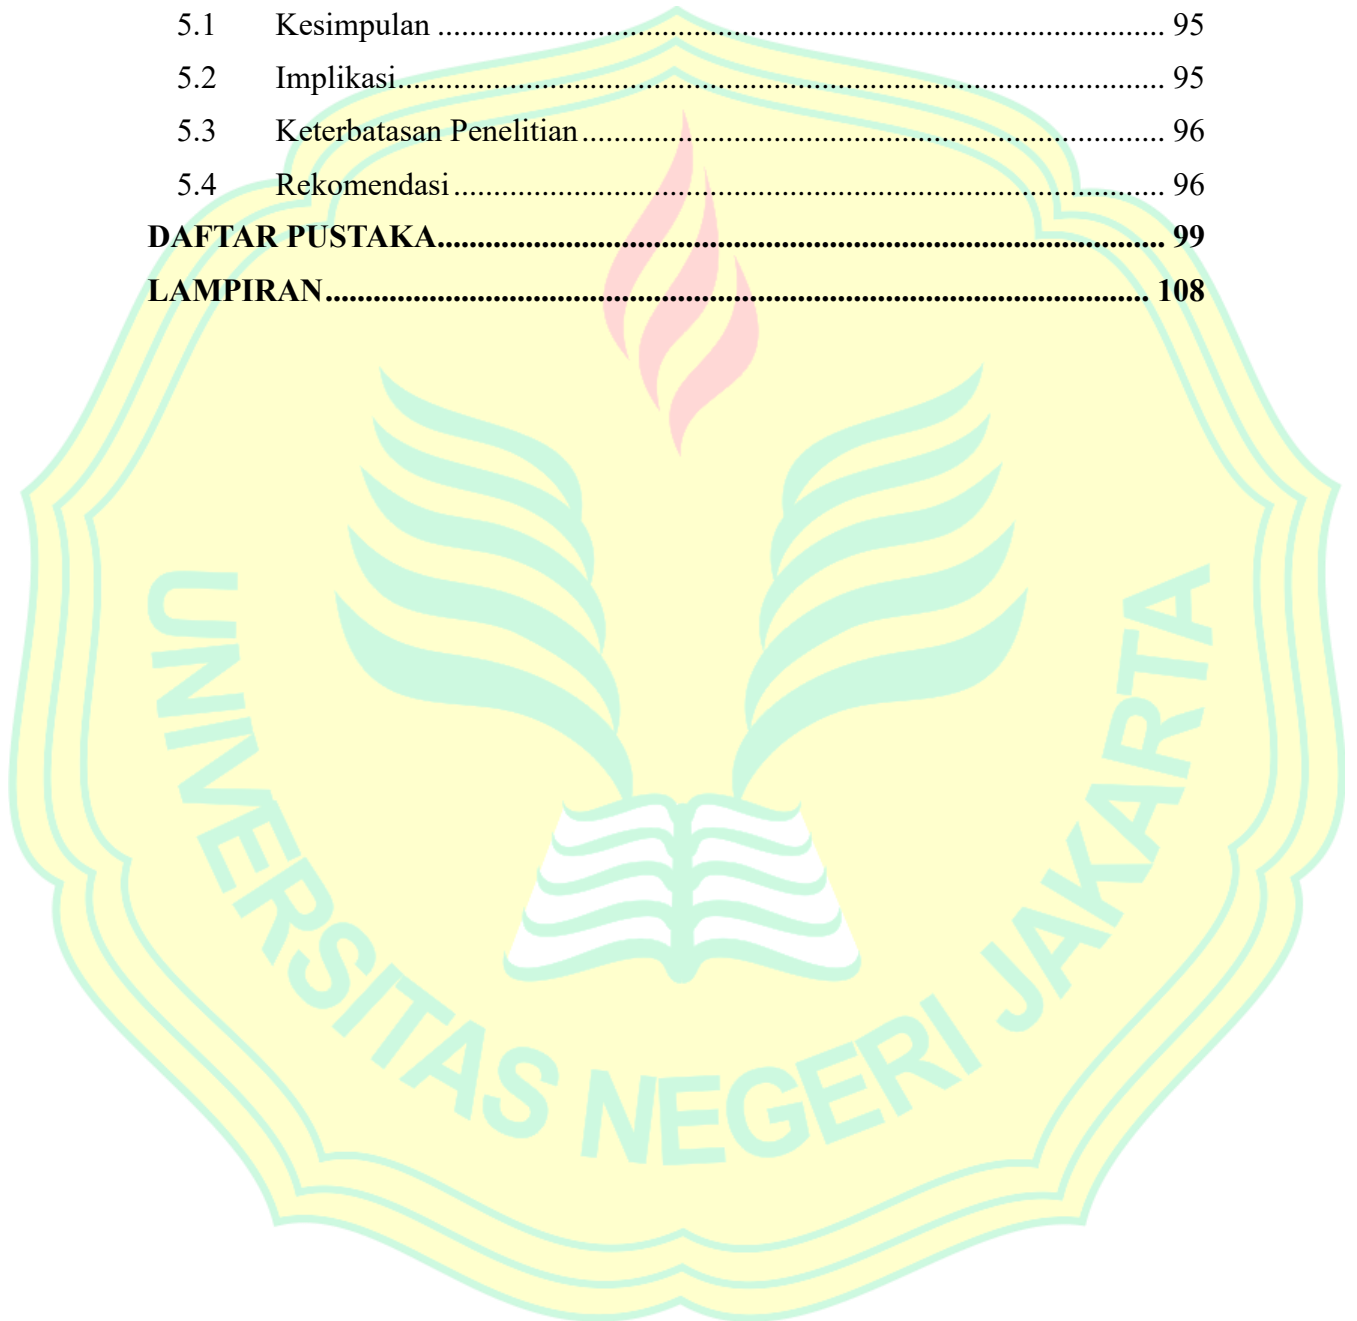 5.1 Kesimpulan ........................................................................................... 95
5.2 Implikasi................................................................................................ 95
5.3 Keterbatasan Penelitian......................................................................... 96
5.4 Rekomendasi......................................................................................... 96
DAFTAR PUSTAKA........................................................................................... 99
LAMPIRAN....................................................................................................... 108
UNIVERSITAS NEGERI JAKARTA